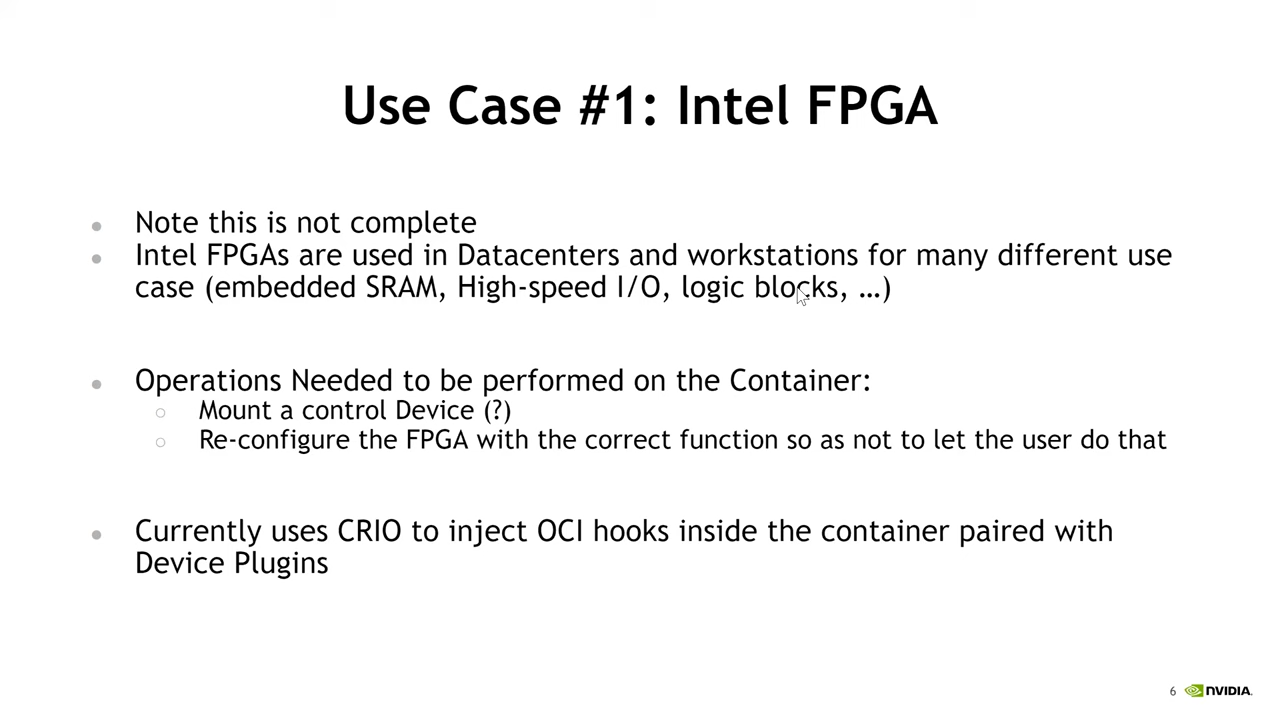 Use Case #1: Intel FPGA
● Note this is not complete
● Intel FPGAs are used in Datacenters and workstations for many different use
case (embedded SRAM, High-speed I/O, logic blocks, …)
● Operations Needed to be performed on the Container:
○ Mount a control Device (?)
○ Re-configure the FPGA with the correct function so as not to let the user do that
● Currently uses CRIO to inject OCI hooks inside the container paired with
Device Plugins
6 NVIDIA.